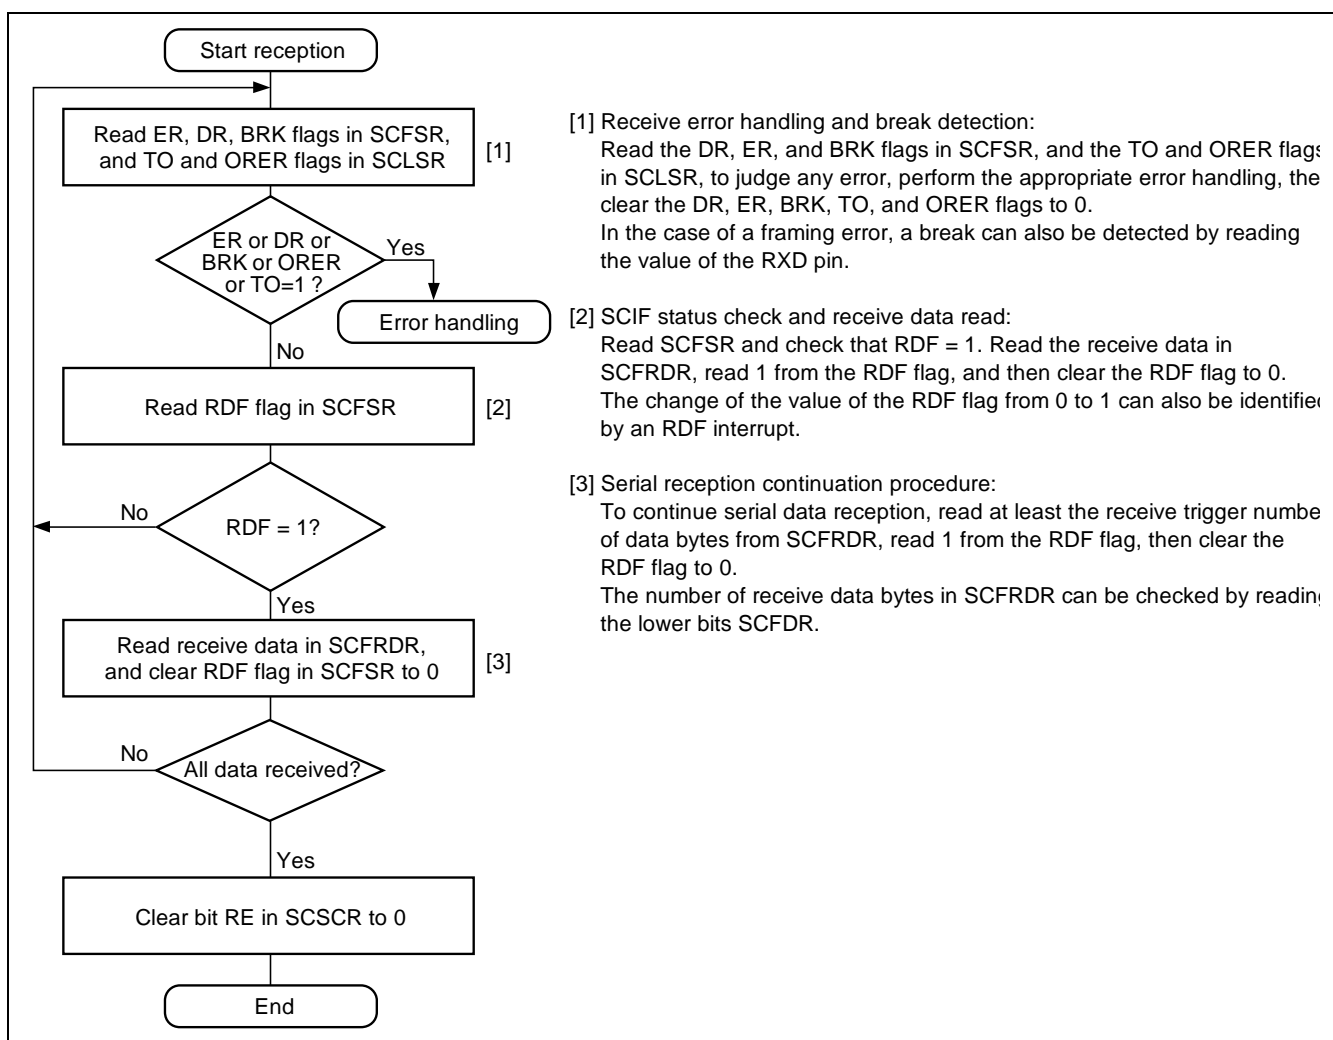 Start reception
Read ER, DR, BRK flags in SCFSR,
and TO and ORER flags in SCLSR
[1]
ER or DR or
BRK or ORER
or TO=1 ?
Yes
Error handling
No
Read RDF flag in SCFSR
[2]
No
RDF = 1?
Yes
Read receive data in SCFRDR,
and clear RDF flag in SCFSR to 0
[3]
No
All data received?
Yes
Clear bit RE in SCSCR to 0
End
[1] Receive error handling and break detection:
Read the DR, ER, and BRK flags in SCFSR, and the TO and ORER flags
in SCLSR, to judge any error, perform the appropriate error handling, the
clear the DR, ER, BRK, TO, and ORER flags to 0.
In the case of a framing error, a break can also be detected by reading
the value of the RXD pin.
[2] SCIF status check and receive data read:
Read SCFSR and check that RDF = 1. Read the receive data in
SCFRDR, read 1 from the RDF flag, and then clear the RDF flag to 0.
The change of the value of the RDF flag from 0 to 1 can also be identified
by an RDF interrupt.
[3] Serial reception continuation procedure:
To continue serial data reception, read at least the receive trigger numbe
of data bytes from SCFRDR, read 1 from the RDF flag, then clear the
RDF flag to 0.
The number of receive data bytes in SCFRDR can be checked by reading
the lower bits SCFDR.